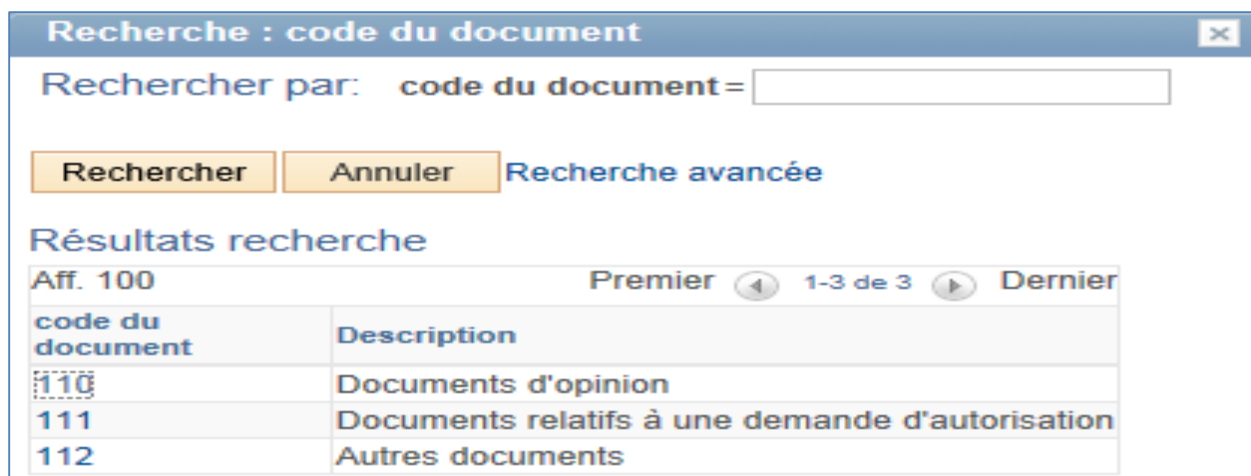 Recherche : code du document
Rechercher par: code du document =
Rechercher Annuler Recherche avancée
Résultats recherche
Aff. 100 Premier 1-3 de 3 Dernier
code du document Description
110 Documents d'opinion
111 Documents relatifs à une demande d'autorisation
112 Autres documents